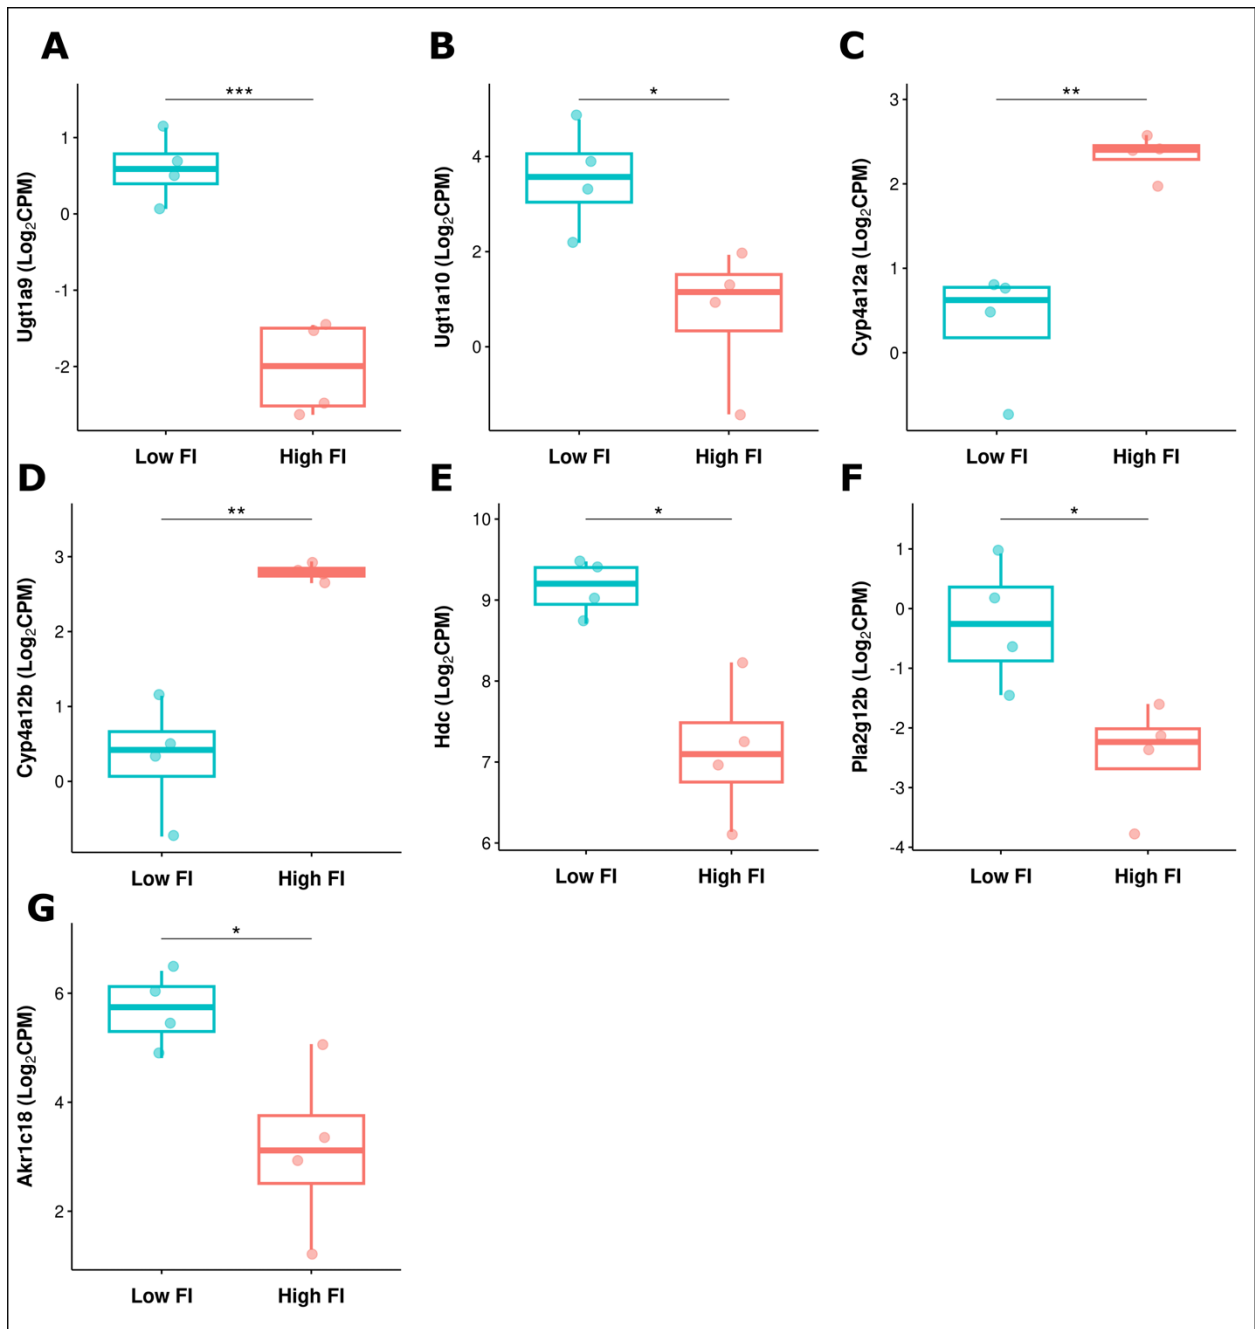 A
B
C
***
*
**
Ugt1a9 (Log₂CPM)
1
0
-1
-2
Low FI
High FI
Ugt1a10 (Log₂CPM)
4
2
0
Low FI
High FI
Cyp4a12a (Log₂CPM)
3
2
1
0
Low FI
High FI
D
E
F
**
*
*
Cyp4a12b (Log₂CPM)
3
2
1
0
Low FI
High FI
Hdc (Log₂CPM)
10
9
8
7
6
Low FI
High FI
Pla2g12b (Log₂CPM)
1
0
-1
-2
-3
-4
Low FI
High FI
G
*
Akr1c18 (Log₂CPM)
6
4
2
Low FI
High FI